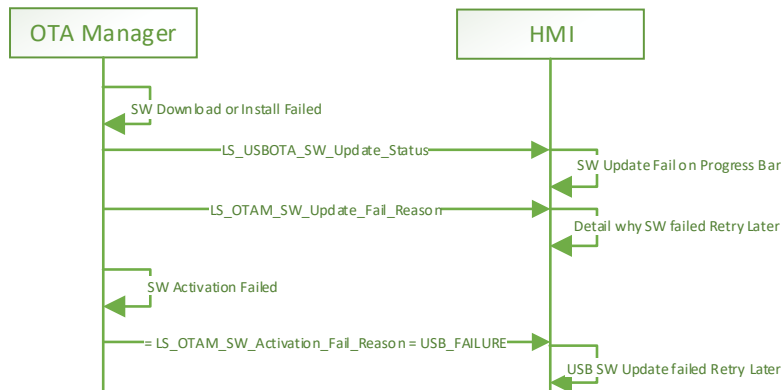 OTA Manager
HMI
SW Download or Install Failed
LS_USBOTA_SW_Update_Status
SW Update Fail on Progress Bar
LS_OTAM_SW_Update_Fail_Reason
Detail why SW failed Retry Later
SW Activation Failed
= LS_OTAM_SW_Activation_Fail_Reason = USB_FAILURE
USB SW Update failed Retry Later